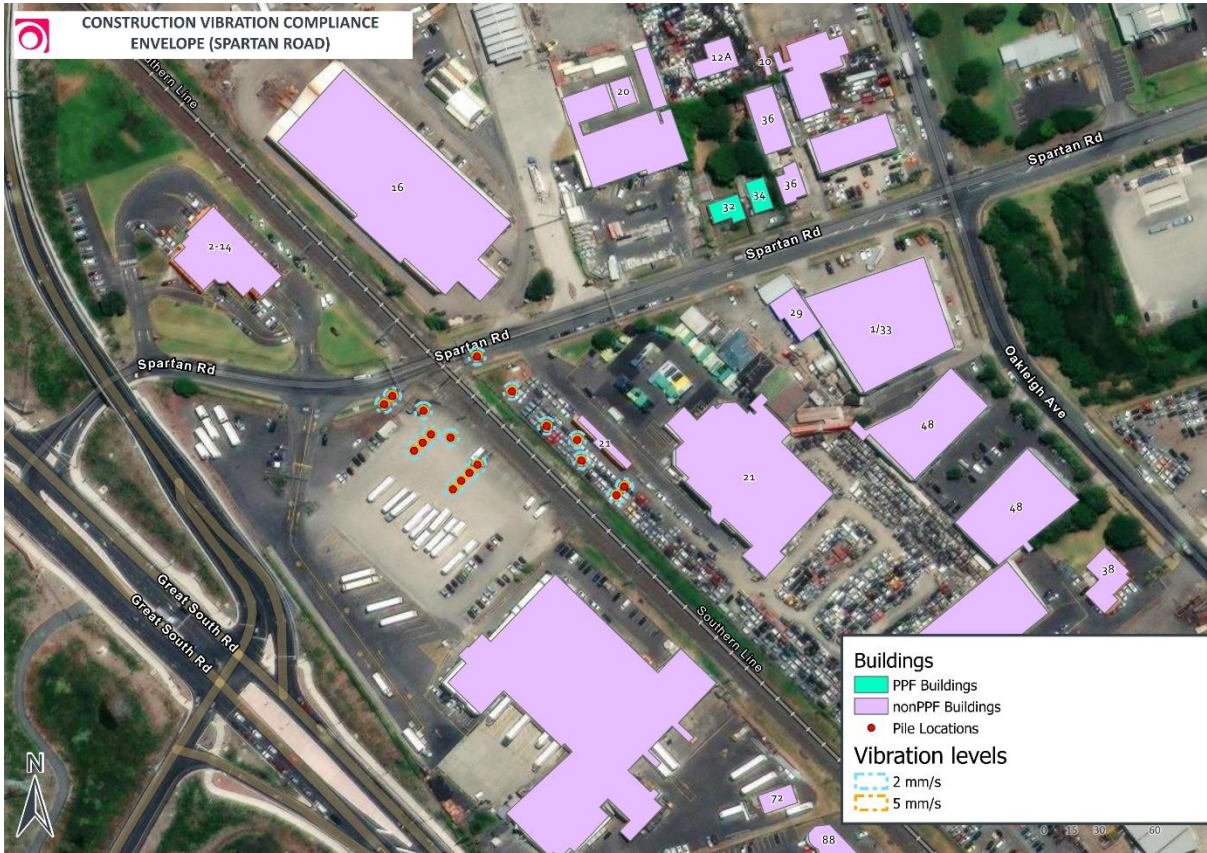 CONSTRUCTION VIBRATION COMPLIANCE
ENVELOPE (SPARTAN ROAD)
Southern Line
12A
10
20
36
16
36
34
32
Spartan Rd
Spartan Rd
2-14
29
1/33
Spartan Rd
Spartan Rd
Oakleigh Ave
48
21
21
48
38
Great South Rd
Great South Rd
Southern Line
72
88
N
Buildings
PPF Buildings
nonPPF Buildings
Pile Locations
Vibration levels
2 mm/s
5 mm/s
0 15 30 60